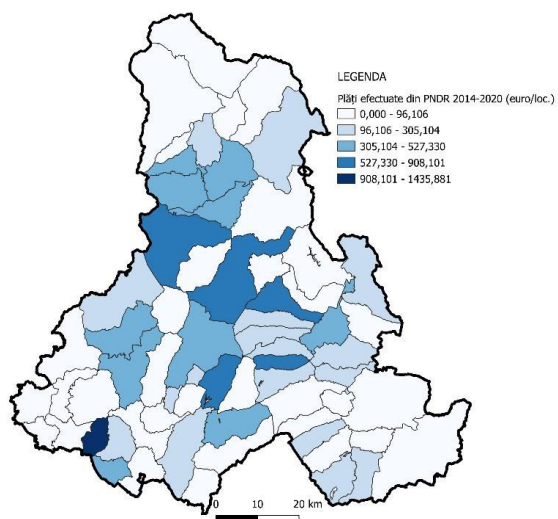 LEGENDA
Plăți efectuate din PNDR 2014-2020 (euro/loc.)
0,000 - 96,106
96,106 - 305,104
305,104 - 527,330
527,330 - 908,101
908,101 - 1435,881
0 10 20 km